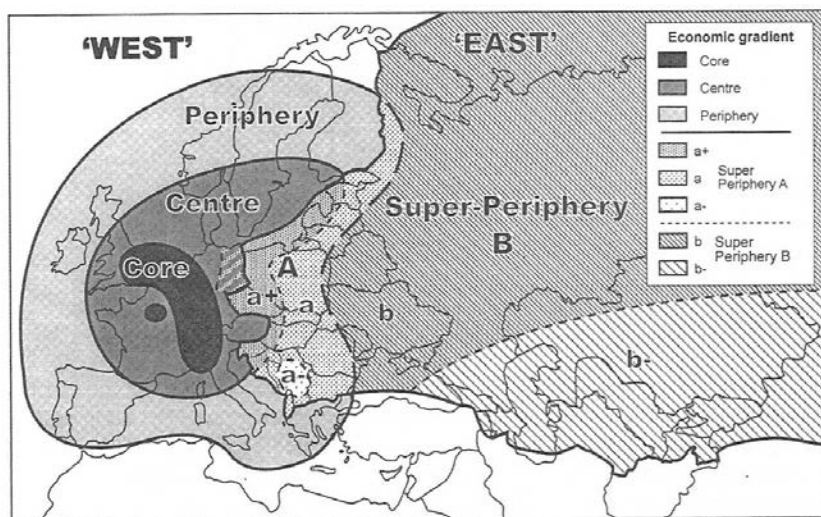 'WEST'
'EAST'
Periphery
Centre
Core
A
a+
a
a-
Super-Periphery
B
b
b-
Economic gradient
Core
Centre
Periphery
a+
a Super
Periphery A
a-
b Super
Periphery B
b-